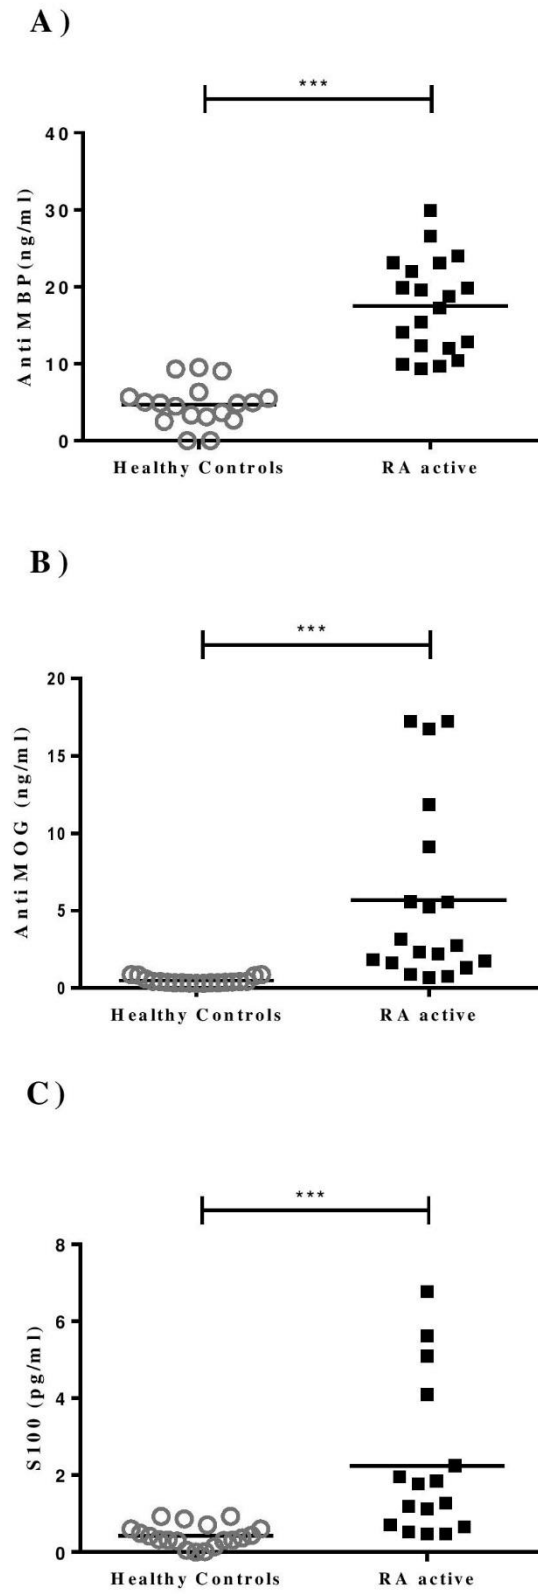 A )
***
40
30
20
10
0
Anti MBP(ng/ml)
Healthy Controls RA active
B )
***
20
15
10
5
0
Anti MOG (ng/ml)
Healthy Controls RA active
C )
***
8
6
4
2
0
S100 (pg/ml)
Healthy Controls RA active